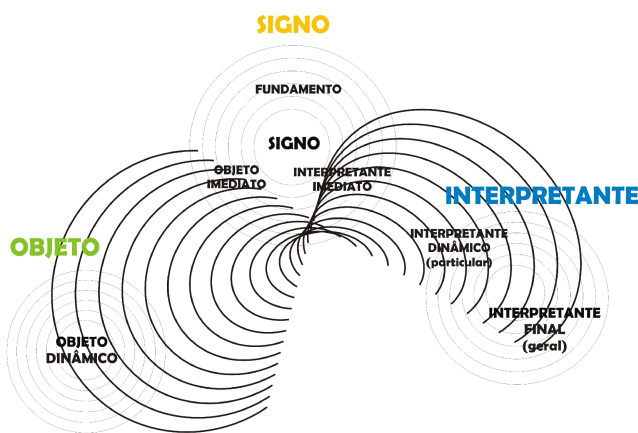 SIGNO
FUNDAMENTO
SIGNO
OBJETO
IMEDIATO
INTERPRETANTE
IMEDIATO
INTERPRETANTE
OBJETO
INTERPRETANTE
DINÂMICO
(particular)
INTERPRETANTE
FINAL
(geral)
OBJETO
DINÂMICO